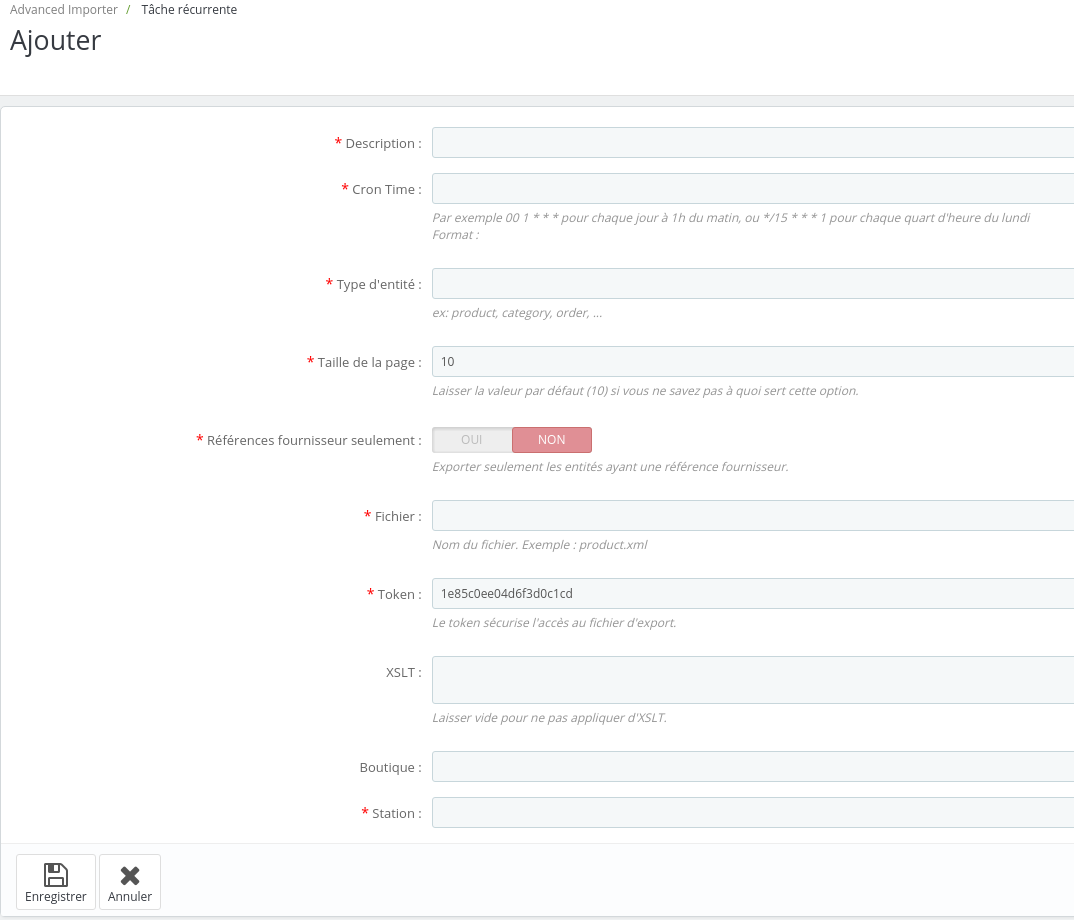 Advanced Importer / Tâche récurrente
Ajouter
* Description :
* Cron Time :
Par exemple 00 1 * * * pour chaque jour à 1h du matin, ou */15 * * * 1 pour chaque quart d'heure du lundi
Format :
* Type d'entité :
ex: product, category, order, ...
* Taille de la page : 10
Laisser la valeur par défaut (10) si vous ne savez pas à quoi sert cette option.
* Références fournisseur seulement : OUI NON
Exporter seulement les entités ayant une référence fournisseur.
* Fichier :
Nom du fichier. Exemple : product.xml
* Token : 1e85c0ee04d6f3d0c1cd
Le token sécurise l'accès au fichier d'export.
XSLT :
Laisser vide pour ne pas appliquer d'XSLT.
Boutique :
* Station :
Enregistrer Annuler